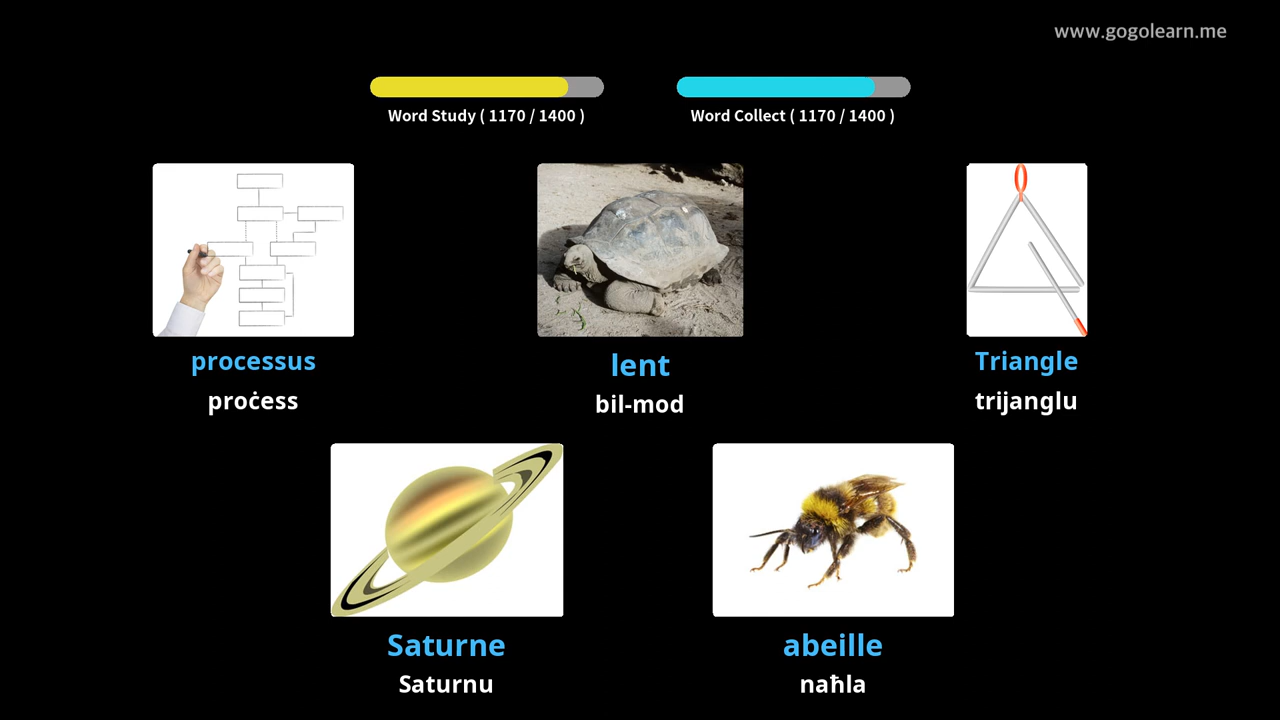 www.gogolearn.me
Word Study ( 1170 / 1400 )
Word Collect ( 1170 / 1400 )
processus
proċess
lent
bil-mod
Triangle
trijanglu
Saturne
Saturnu
abeille
naħla